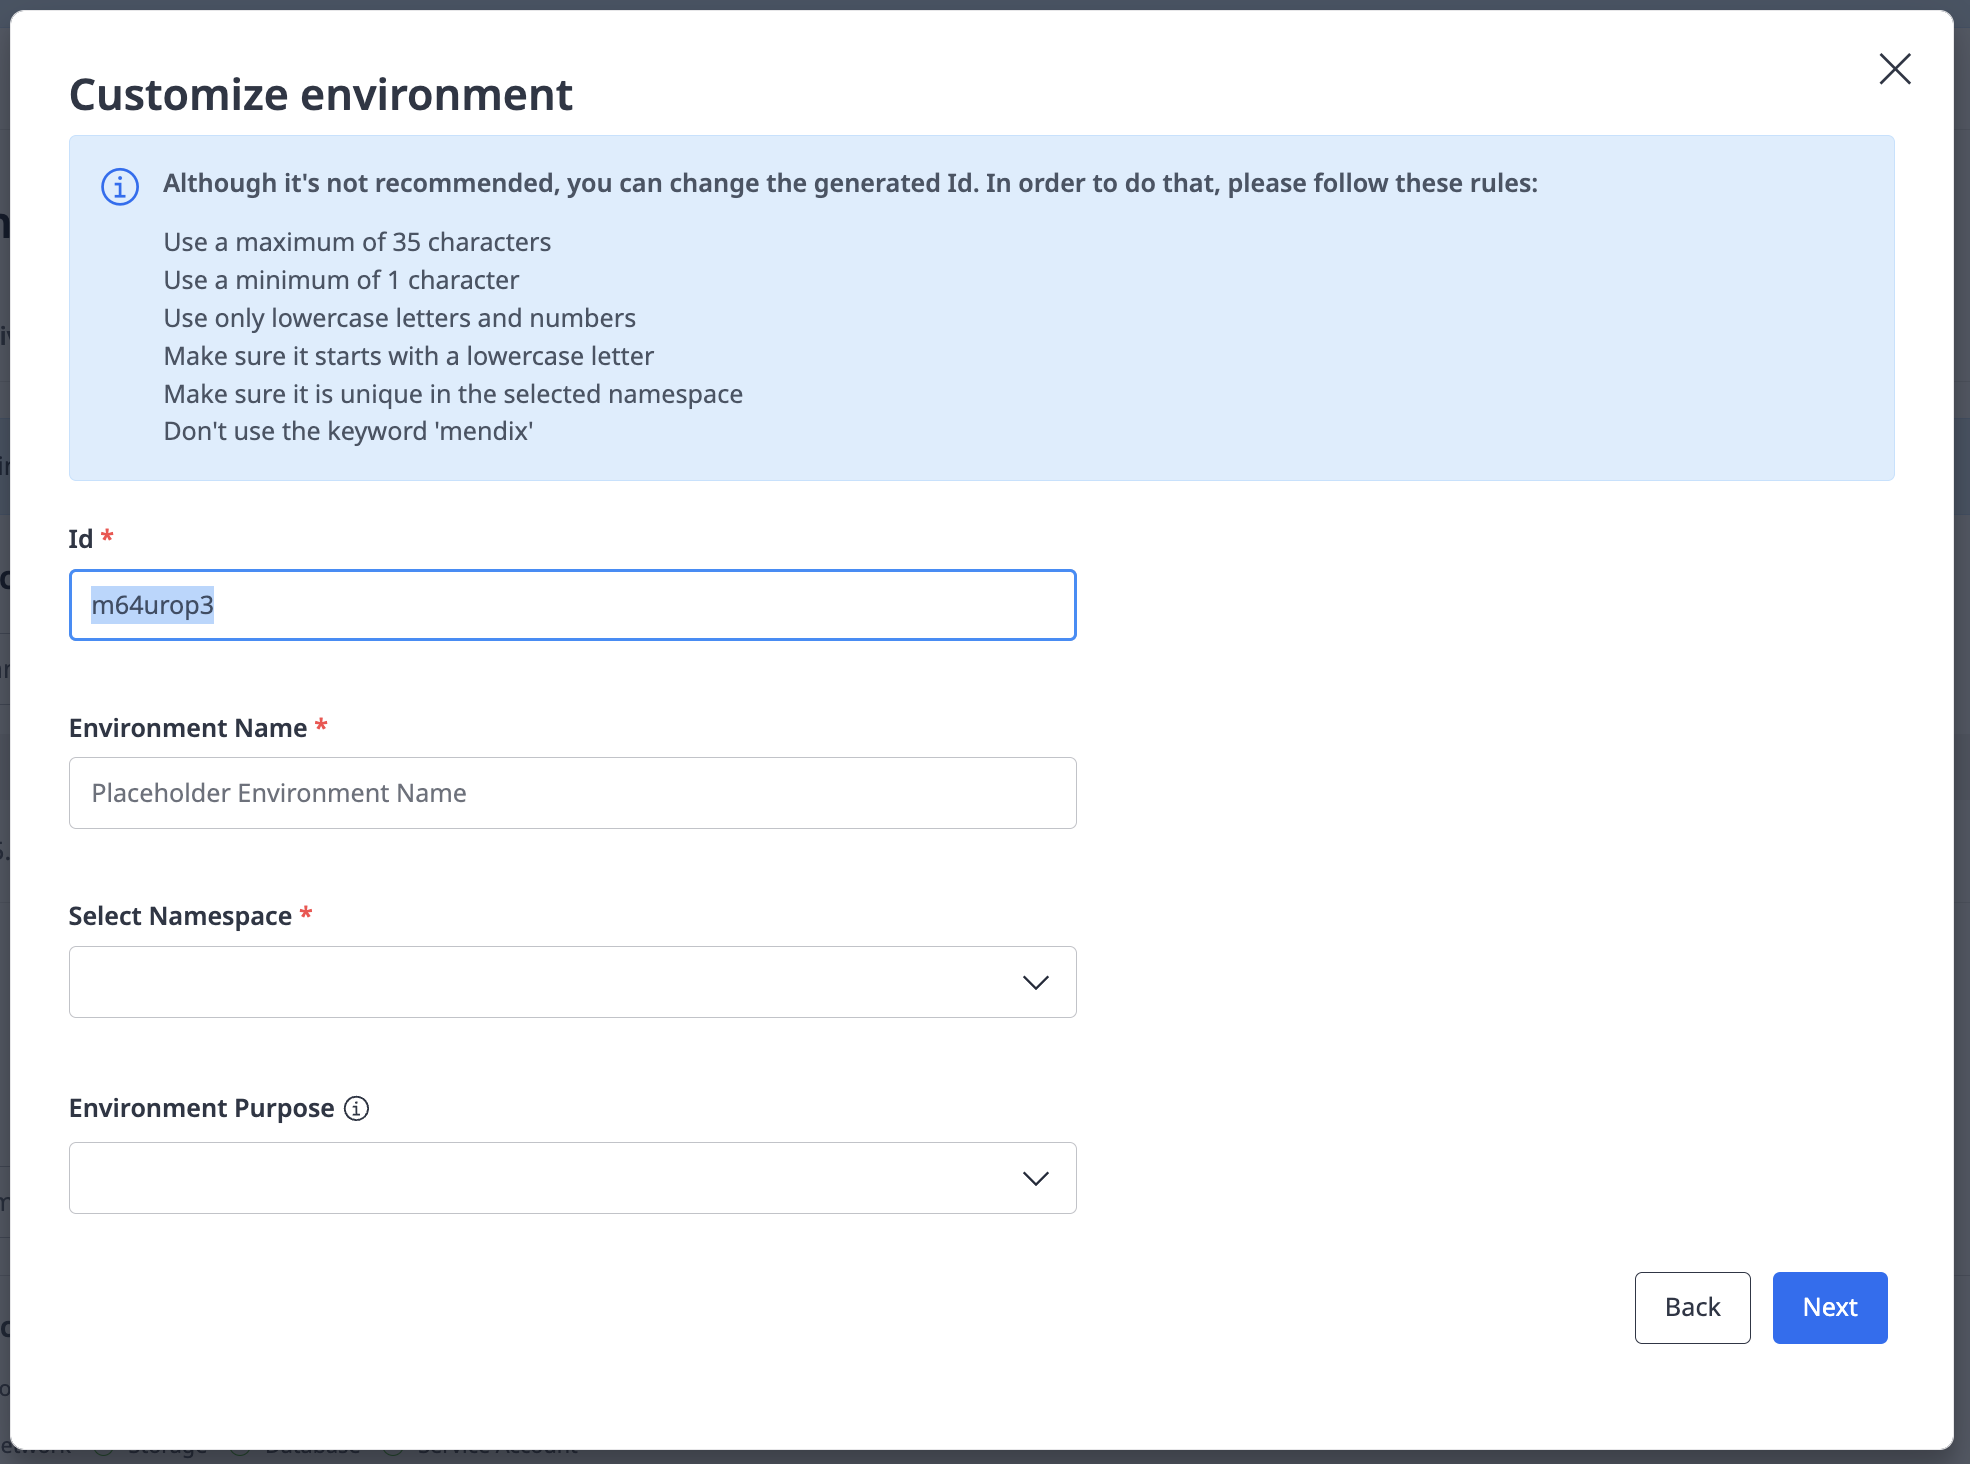 Customize environment
Although it's not recommended, you can change the generated Id. In order to do that, please follow these rules:
Use a maximum of 35 characters
Use a minimum of 1 character
Use only lowercase letters and numbers
Make sure it starts with a lowercase letter
Make sure it is unique in the selected namespace
Don't use the keyword 'mendix'
Id *
m64urop3
Environment Name *
Placeholder Environment Name
Select Namespace *
Environment Purpose
Back
Next